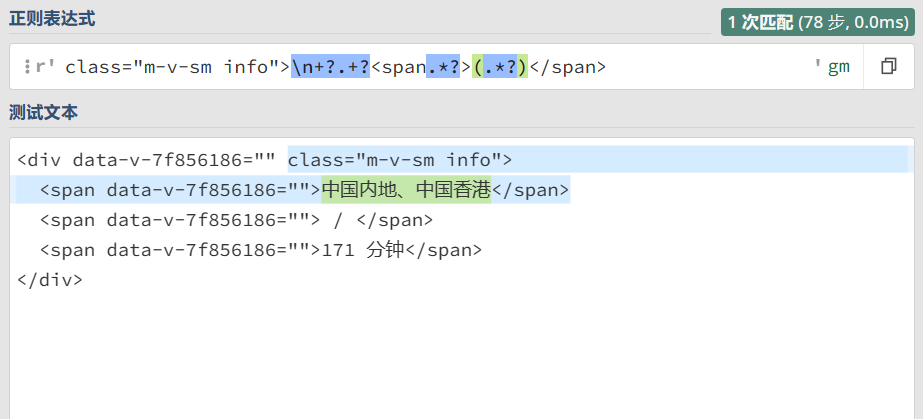 正则表达式
1 次匹配 (78 步, 0.0ms)
r' class="m-v-sm info">\n+?.+?<span.*?>(.*?)</span> ' gm
测试文本
<div data-v-7f856186="" class="m-v-sm info">
  <span data-v-7f856186="">中国内地、中国香港</span>
  <span data-v-7f856186=""> / </span>
  <span data-v-7f856186="">171 分钟</span>
</div>